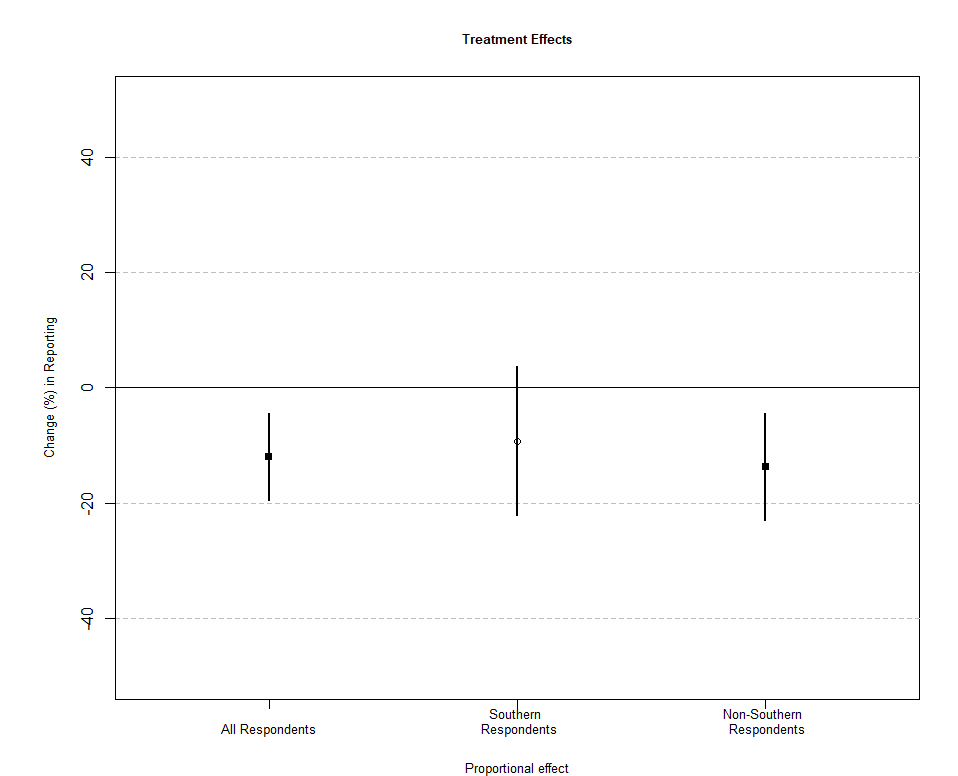 Treatment Effects
40
20
0
-20
-40
Change (%) in Reporting
All Respondents
Southern
Respondents
Non-Southern
Respondents
Proportional effect